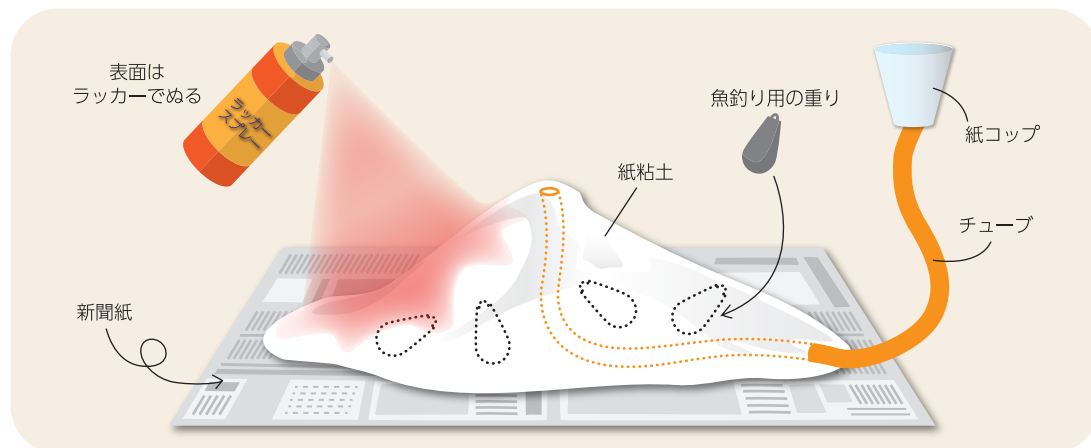 表面は
ラッカーでぬる
ラッカー
スプレー
魚釣り用の重り
紙コップ
紙粘土
チューブ
新聞紙